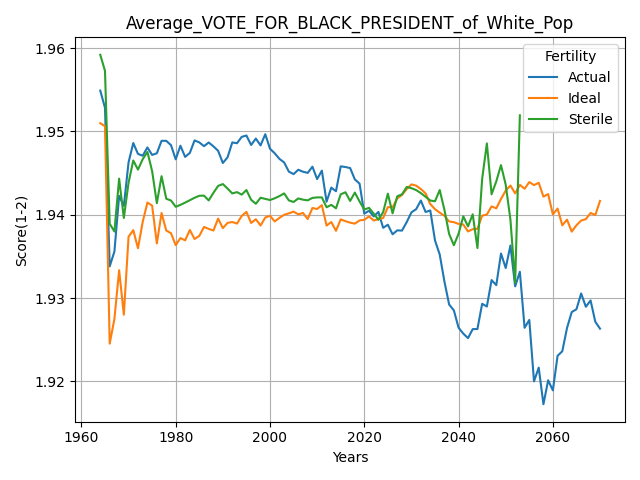 Average_VOTE_FOR_BLACK_PRESIDENT_of_White_Pop
Fertility
Actual
Ideal
Sterile
Score(1-2)
1.96
1.95
1.94
1.93
1.92
1960
1980
2000
2020
2040
2060
Years